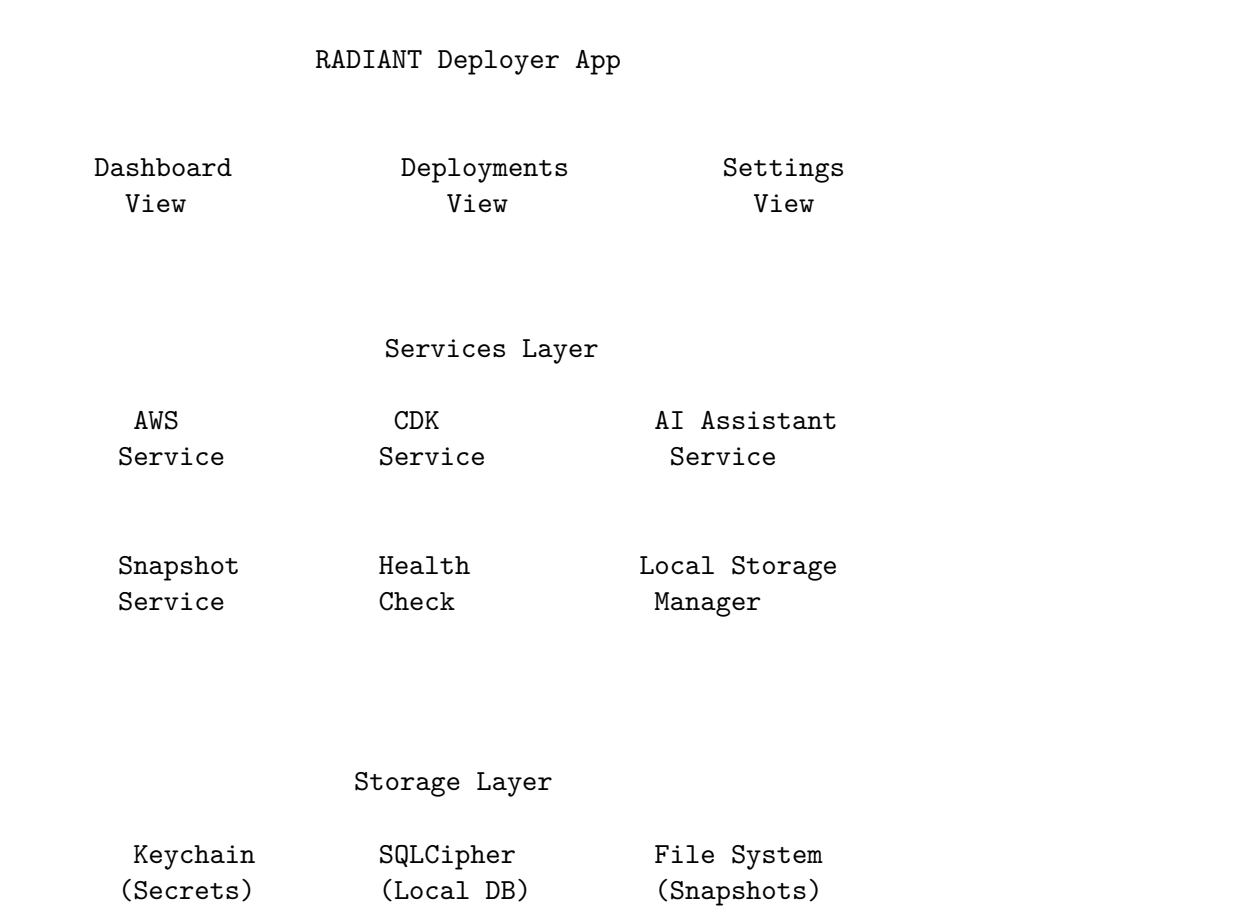 RADIANT Deployer App
Dashboard Deployments Settings
View View View
Services Layer
AWS CDK AI Assistant
Service Service Service
Snapshot Health Local Storage
Service Check Manager
Storage Layer
Keychain SQLCipher File System
(Secrets) (Local DB) (Snapshots)